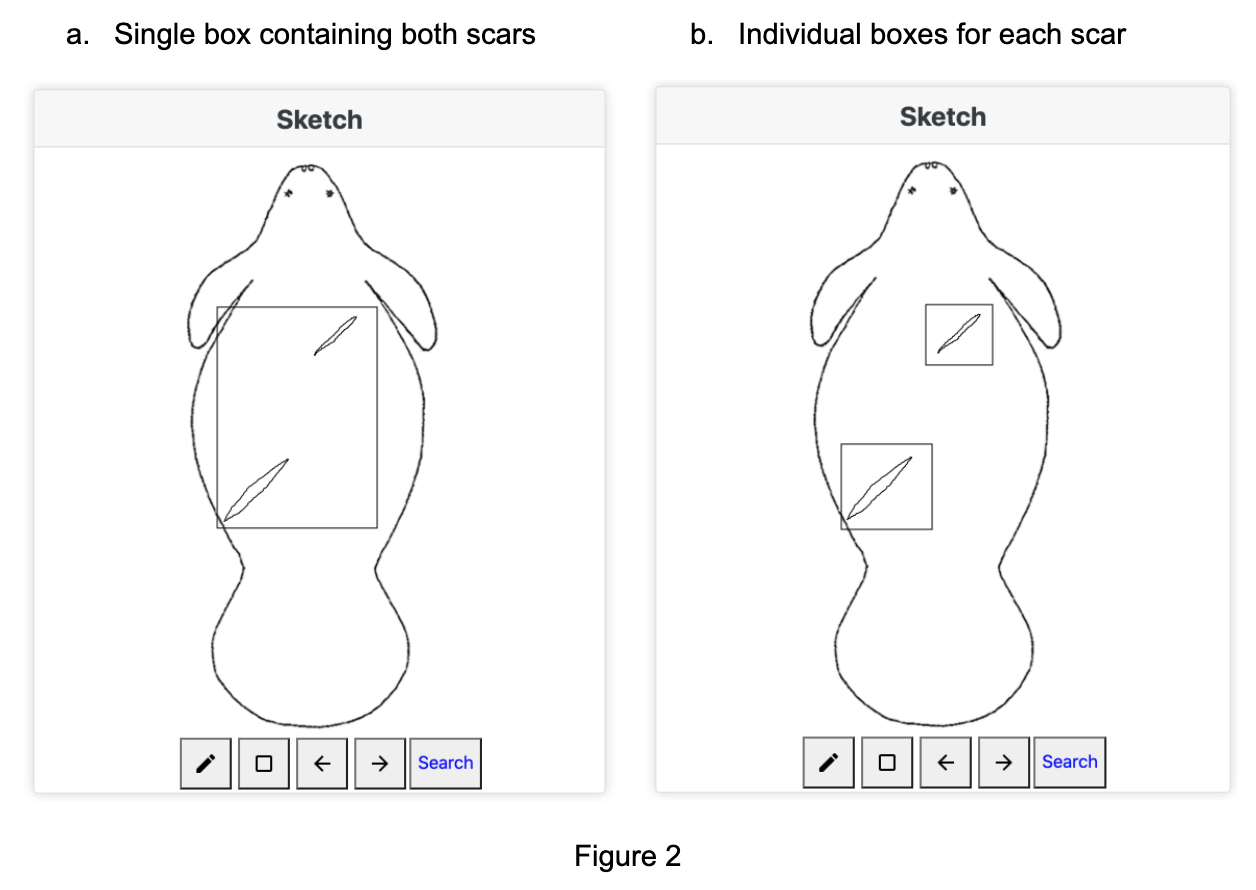 a. Single box containing both scars
b. Individual boxes for each scar
Sketch
Sketch
Search
Search
Figure 2